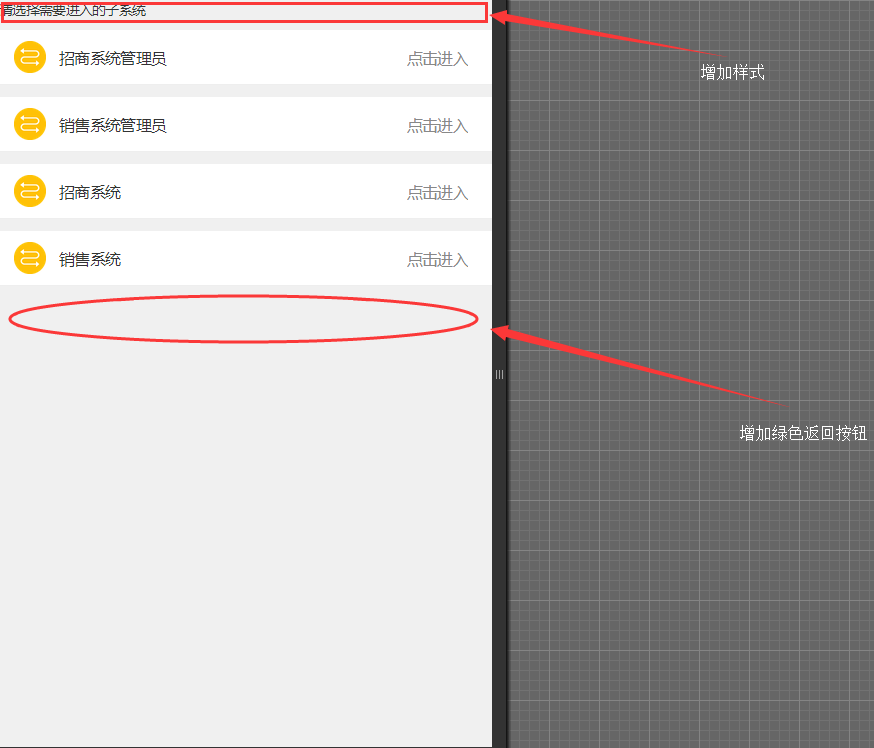 请选择需要进入的子系统
招商系统管理员 点击进入
增加样式
销售系统管理员 点击进入
招商系统 点击进入
销售系统 点击进入
增加绿色返回按钮